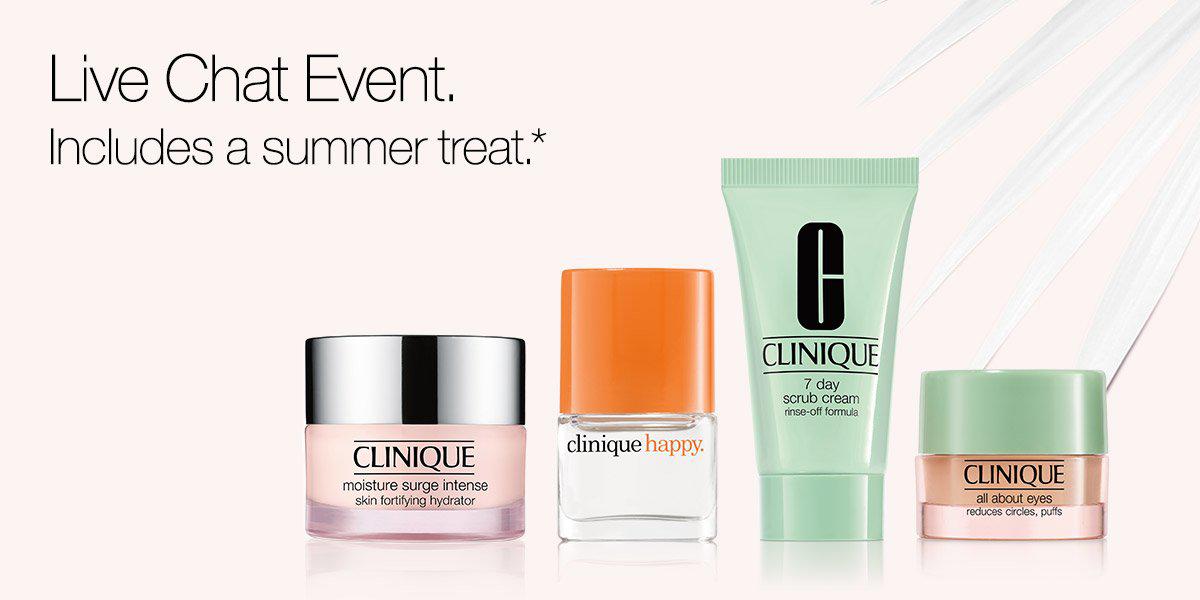 Live Chat Event.
Includes a summer treat.*
CLINIQUE
moisture surge intense
skin fortifying hydrator
clinique happy.
C
CLINIQUE
7 day
scrub cream
rinse-off formula
CLINIQUE
all about eyes
reduces circles, puffs